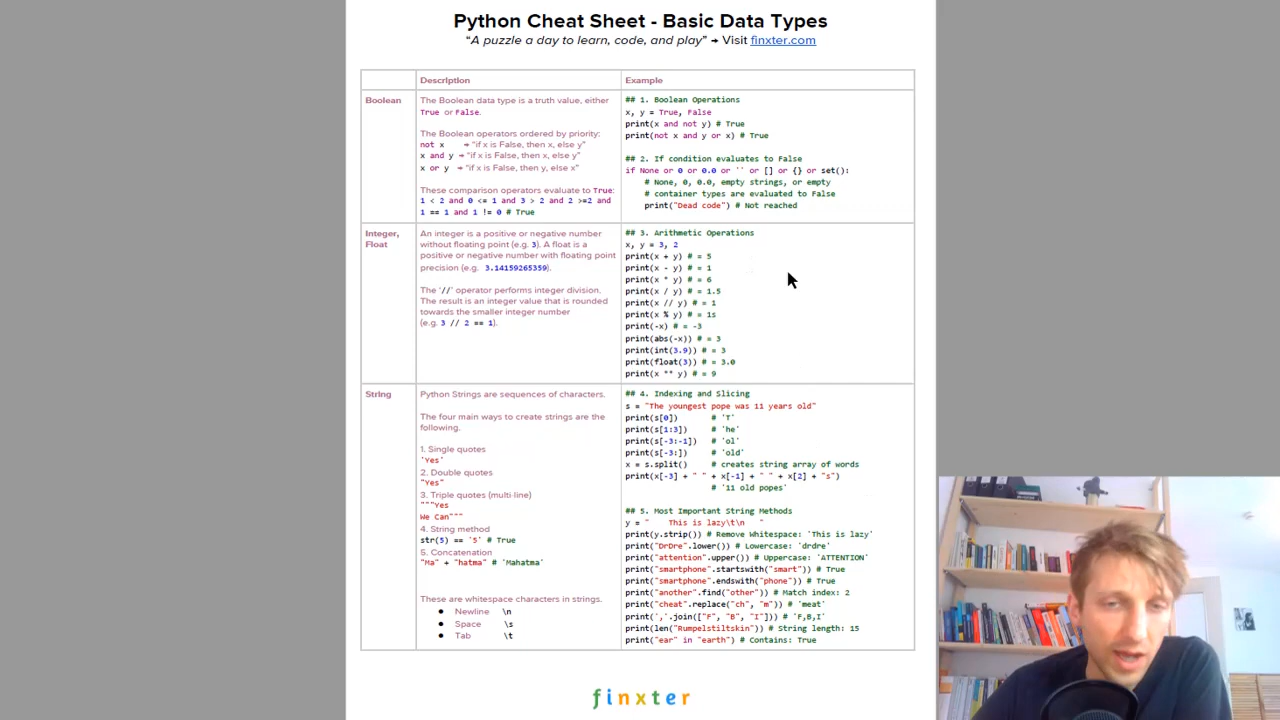 Python Cheat Sheet - Basic Data Types
“A puzzle a day to learn, code, and play” → Visit finxter.com
Description
Example
Boolean
The Boolean data type is a truth value, either
True or False.
The Boolean operators ordered by priority:
not x → “if x is False, then x, else y”
x and y → “if x is False, then x, else y”
x or y → “if x is False, then y, else x”
These comparison operators evaluate to True:
1 < 2 and 0 <= 1 and 3 > 2 and 2 >=2 and
1 == 1 and 1 != 0 # True
## 1. Boolean Operations
x, y = True, False
print(x and not y) # True
print(not x and y or x) # True
## 2. If condition evaluates to False
if None or 0 or 0.0 or '' or [] or {} or set():
# None, 0, 0.0, empty strings, or empty
# container types are evaluated to False
print("Dead code") # Not reached
Integer,
Float
An integer is a positive or negative number
without floating point (e.g. 3). A float is a
positive or negative number with floating point
precision (e.g. 3.14159265359).
The ‘//’ operator performs integer division.
The result is an integer value that is rounded
towards the smaller integer number
(e.g. 3 // 2 == 1).
## 3. Arithmetic Operations
x, y = 3, 2
print(x + y) # = 5
print(x - y) # = 1
print(x * y) # = 6
print(x / y) # = 1.5
print(x // y) # = 1
print(x % y) # = 1s
print(-x) # = -3
print(abs(-x)) # = 3
print(int(3.9)) # = 3
print(float(3)) # = 3.0
print(x ** y) # = 9
String
Python Strings are sequences of characters.
The four main ways to create strings are the
following.
1. Single quotes
'Yes'
2. Double quotes
"Yes"
3. Triple quotes (multi-line)
"""Yes
We Can"""
4. String method
str(5) == '5' # True
5. Concatenation
"Ma" + "hatma" # 'Mahatma'
These are whitespace characters in strings.
● Newline \n
● Space \s
● Tab \t
## 4. Indexing and Slicing
s = "The youngest pope was 11 years old"
print(s[0]) # 'T'
print(s[1:3]) # 'he'
print(s[-3:-1]) # 'ol'
print(s[-3:]) # 'old'
x = s.split() # creates string array of words
print(x[-3] + " " + x[-1] + " " + x[2] + "s")
# '11 old popes'
## 5. Most Important String Methods
y = " This is lazy\t\n "
print(y.strip()) # Remove Whitespace: 'This is lazy'
print("DrDre".lower()) # Lowercase: 'drdre'
print("attention".upper()) # Uppercase: 'ATTENTION'
print("smartphone".startswith("smart")) # True
print("smartphone".endswith("phone")) # True
print("another".find("other")) # Match index: 2
print("cheat".replace("ch", "m")) # 'meat'
print(','.join(["F", "B", "I"])) # 'F,B,I'
print(len("Rumpelstiltskin")) # String length: 15
print("ear" in "earth") # Contains: True
finxter